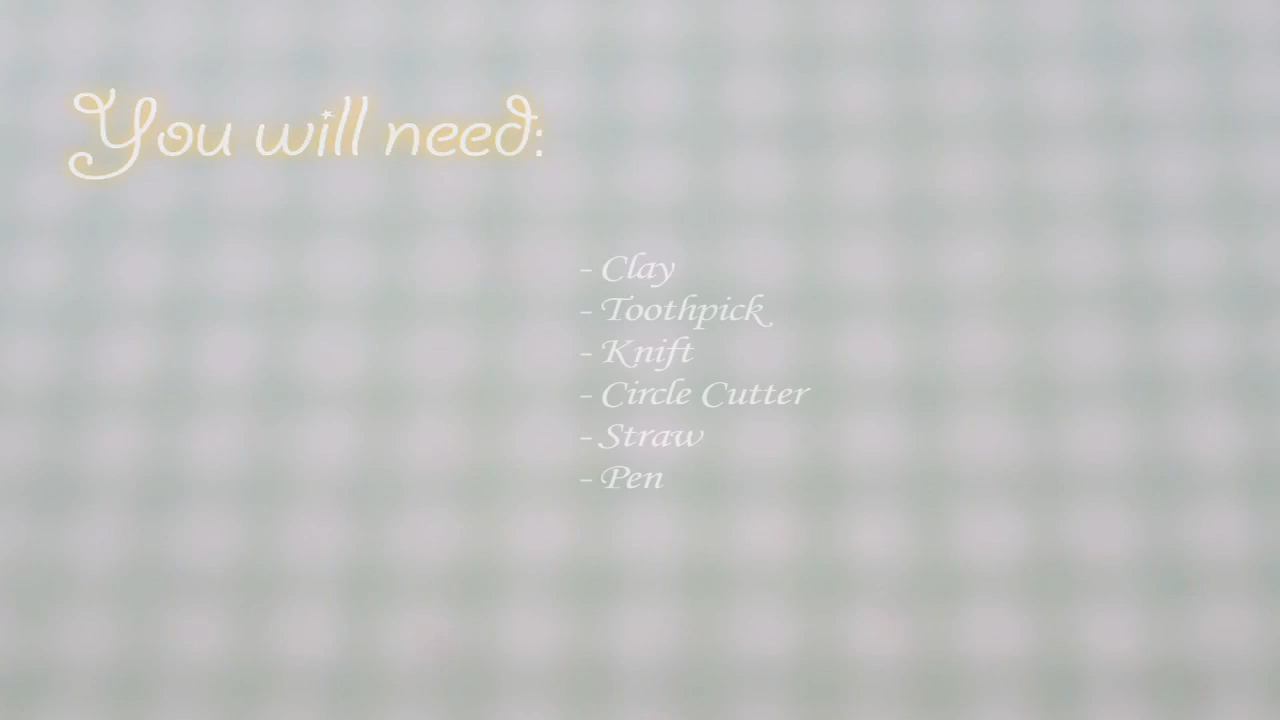 You will need:
- Clay
- Toothpick
- Knift
- Circle Cutter
- Straw
- Pen